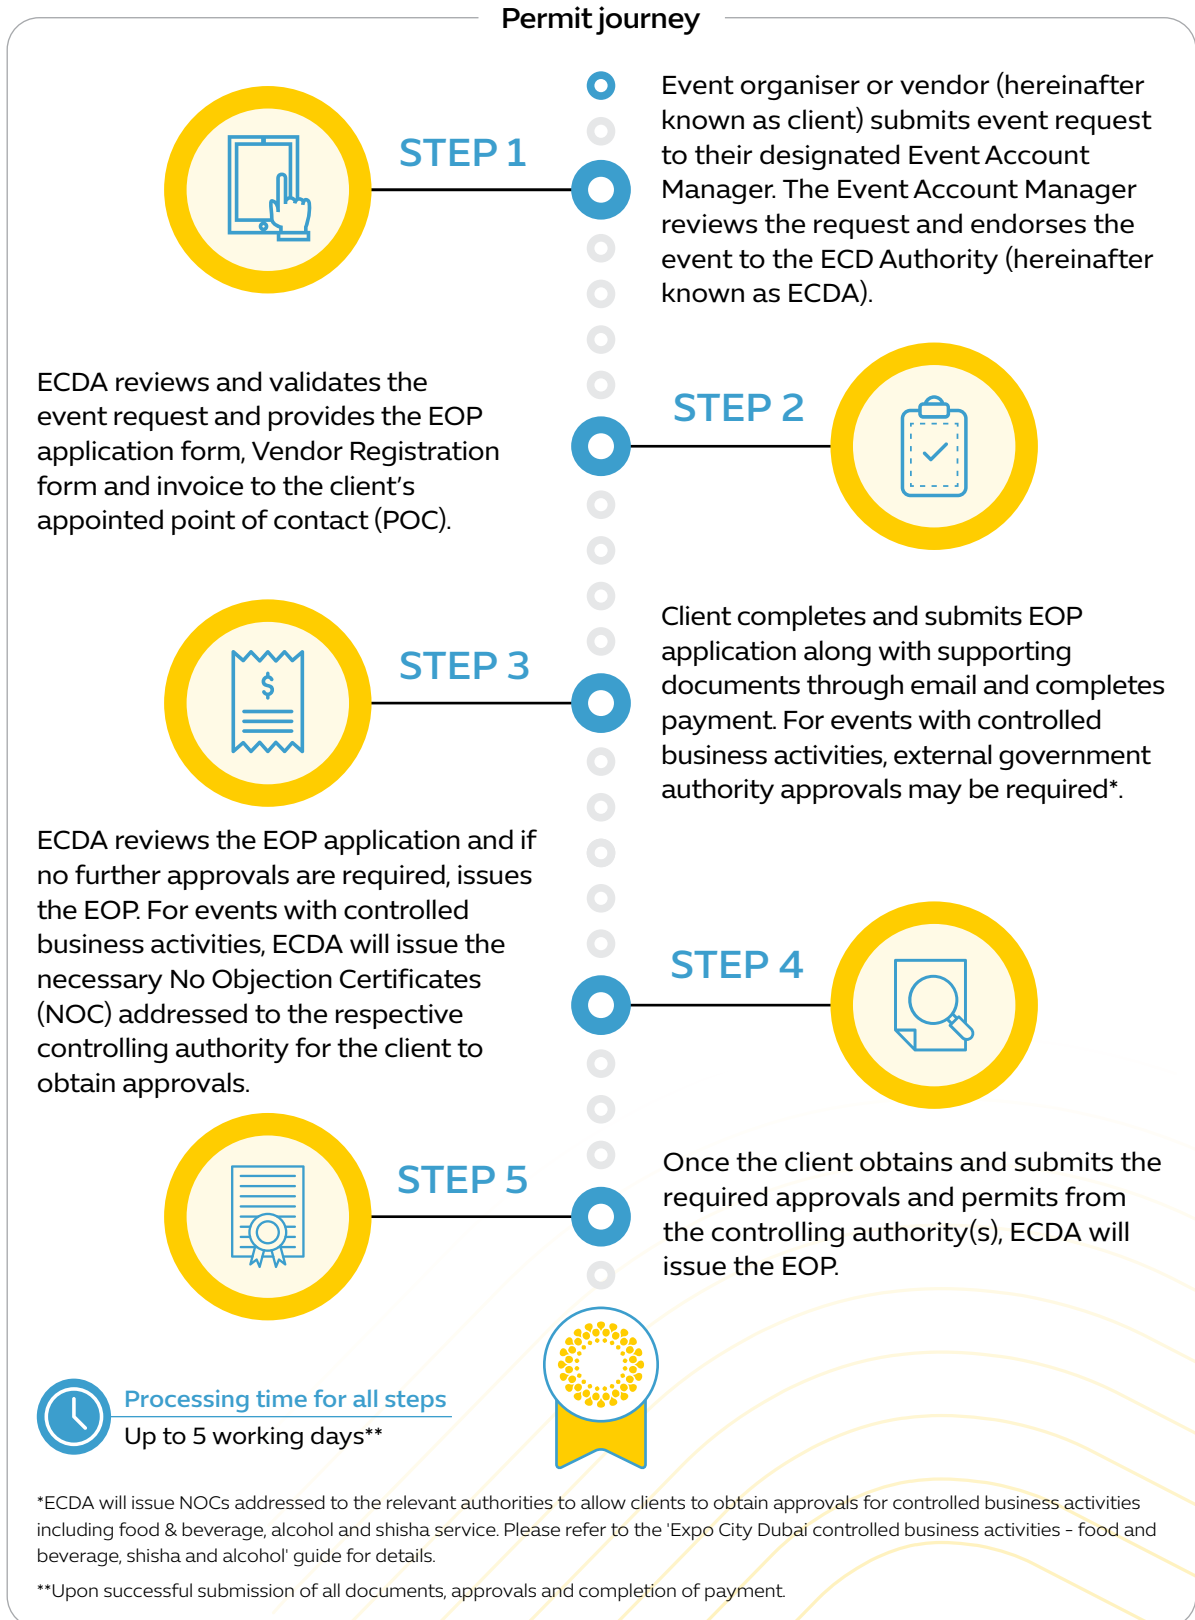 Permit journey
STEP 1
Event organiser or vendor (hereinafter
known as client) submits event request
to their designated Event Account
Manager. The Event Account Manager
reviews the request and endorses the
event to the ECD Authority (hereinafter
known as ECDA).
STEP 2
ECDA reviews and validates the
event request and provides the EOP
application form, Vendor Registration
form and invoice to the client's
appointed point of contact (POC).
STEP 3
$
Client completes and submits EOP
application along with supporting
documents through email and completes
payment. For events with controlled
business activities, external government
authority approvals may be required*.
STEP 4
ECDA reviews the EOP application and if
no further approvals are required, issues
the EOP. For events with controlled
business activities, ECDA will issue the
necessary No Objection Certificates
(NOC) addressed to the respective
controlling authority for the client to
obtain approvals.
STEP 5
Once the client obtains and submits the
required approvals and permits from
the controlling authority(s), ECDA will
issue the EOP.
Processing time for all steps
Up to 5 working days**
*ECDA will issue NOCs addressed to the relevant authorities to allow clients to obtain approvals for controlled business activities
including food & beverage, alcohol and shisha service. Please refer to the 'Expo City Dubai controlled business activities - food and
beverage, shisha and alcohol' guide for details.
**Upon successful submission of all documents, approvals and completion of payment.